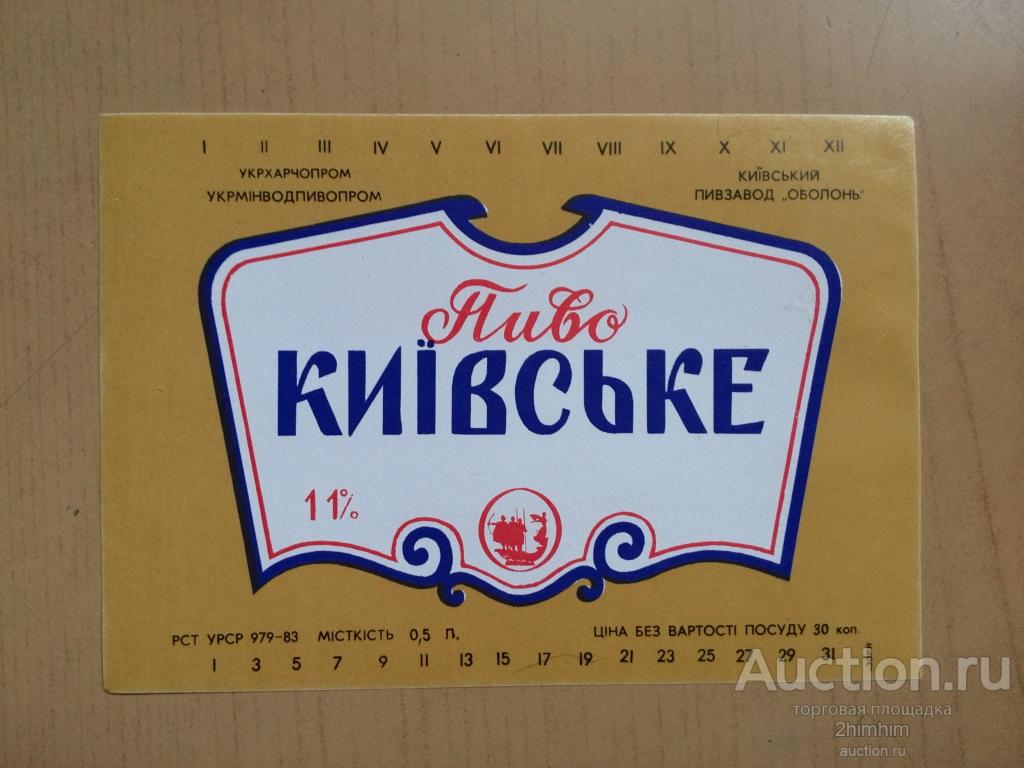 I II III IV V VI VII VIII IX X XI XII
УКРХАРЧОПРОМ
УКРМІНВОДПИВОПРОМ
КИЇВСЬКИЙ
ПИВЗАВОД „ОБОЛОНЬ"
Пиво
КИЇВСЬКЕ
11%
РСТ УРСР 979-83 МІСТКІСТЬ 0,5 Л.
ЦІНА БЕЗ ВАРТОСТІ ПОСУДУ 30 коп.
1 3 5 7 9 11 13 15 17 19 21 23 25 27 29 31
Auction.ru
торговая площадка
2himhim
auction.ru